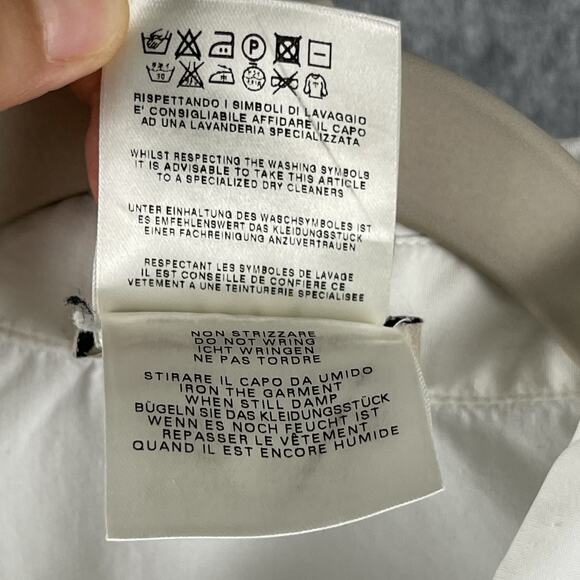 P
RISPETTANDO I SIMBOLI DI LAVAGGIO
E' CONSIGLIABILE AFFIDARE IL CAPO
AD UNA LAVANDERIA SPECIALIZZATA
WHILST RESPECTING THE WASHING SYMBOLS
IT IS ADVISABLE TO TAKE THIS ARTICLE
TO A SPECIALIZED DRY CLEANERS
UNTER EINHALTUNG DES WASCHSYMBOLES IST
ES EMFEHLENSWERT DAS KLEIDUNGSSTÜCK
EINER FACHREINIGUNG ANZUVERTRAUEN
RESPECTANT LES SYMBOLES DE LAVAGE
IL EST CONSEILLE DE CONFIERE CE
VETEMENT A UNE TEINTURERIE SPECIALISEE
NON STRIZZARE
DO NOT WRING
ICHT WRINGEN
NE PAS TORDRE
STIRARE IL CAPO DA UMIDO
IRON THE GARMENT
WHEN STILL DAMP
BÜGELN SIE DAS KLEIDUNGSSTÜCK
WENN ES NOCH FEUCHT IST
REPASSER LE VÊTEMENT
QUAND IL EST ENCORE HUMIDE